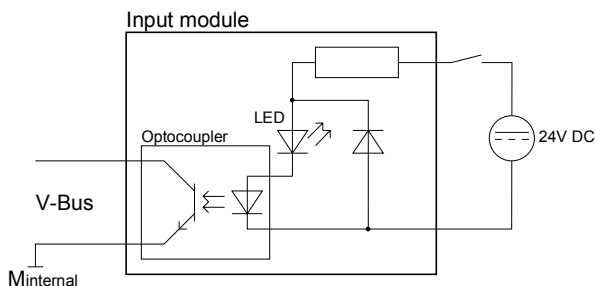 Input module
LED
Optocoupler
24V DC
V-Bus
Minternal